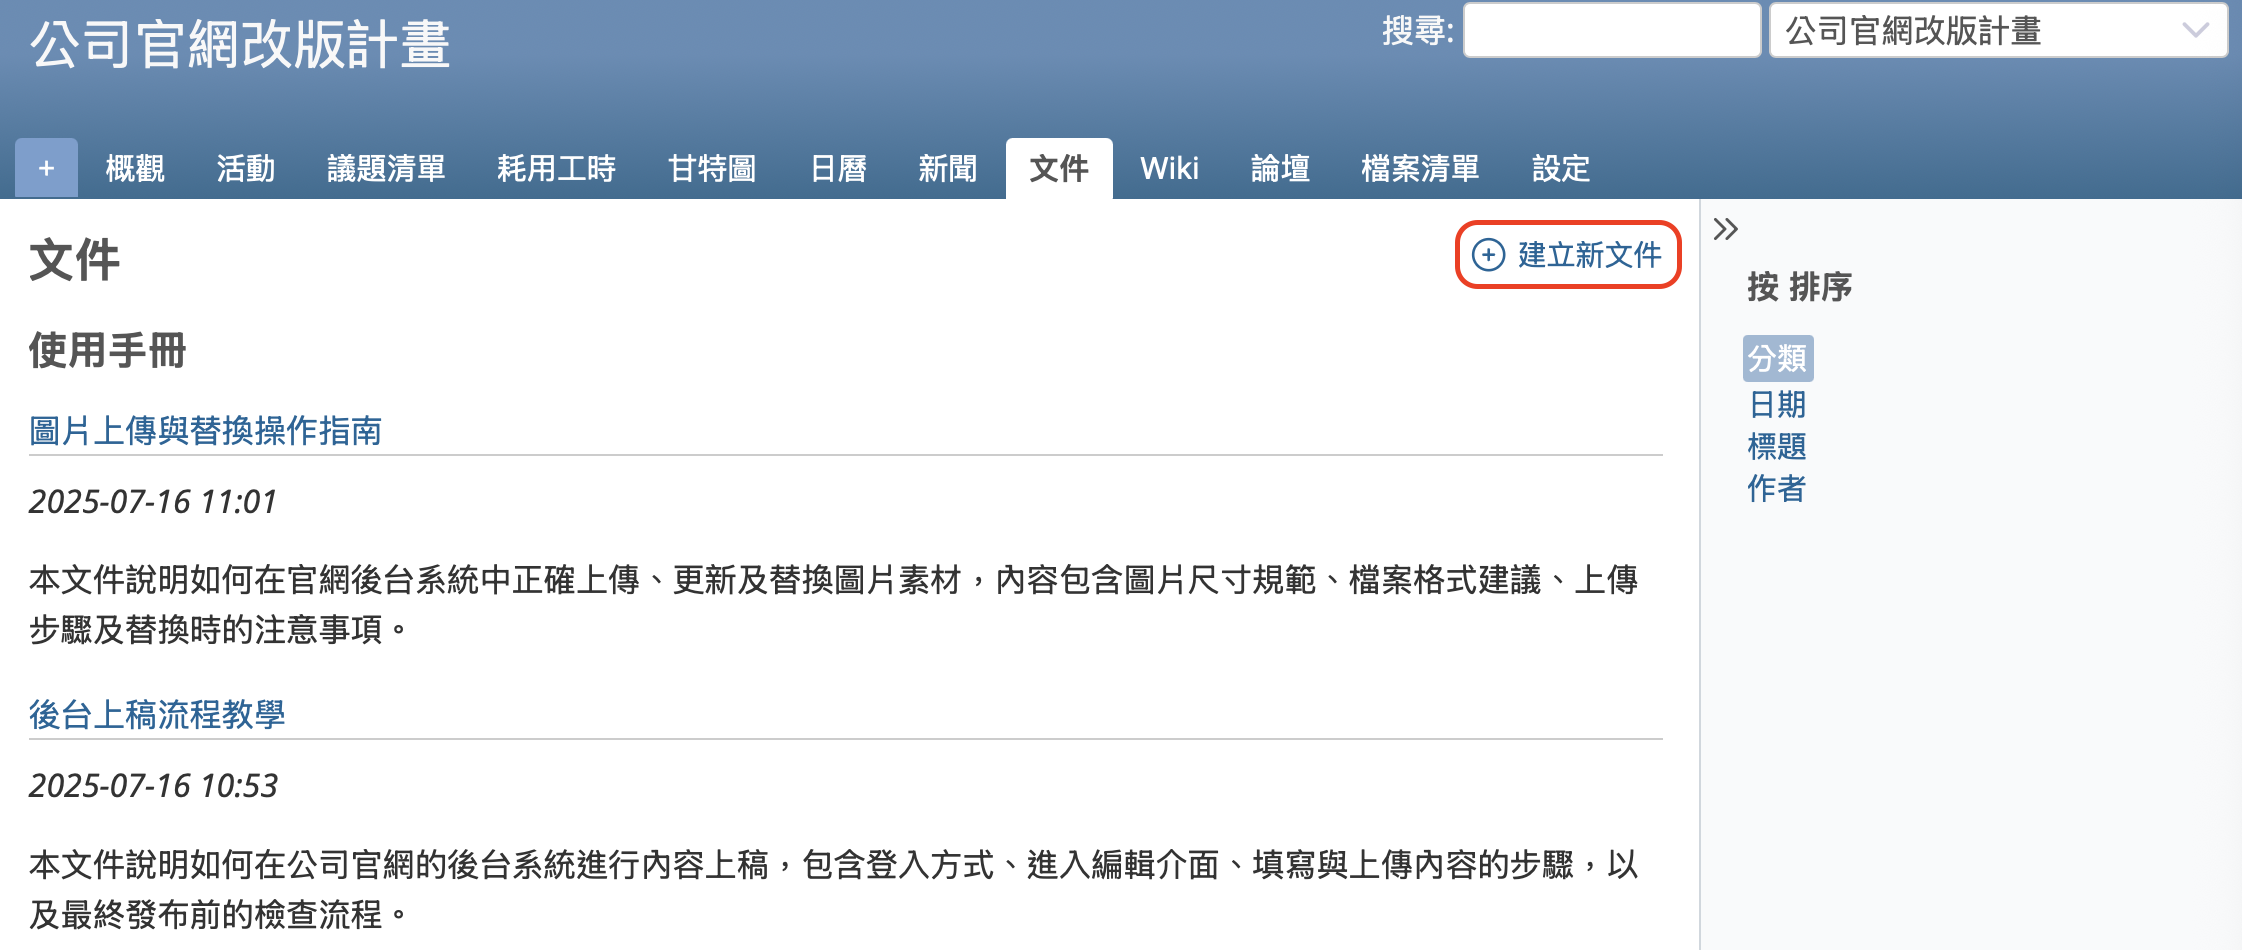 公司官網改版計畫
搜尋:
公司官網改版計畫
+ 概觀 活動 議題清單 耗用工時 甘特圖 日曆 新聞 文件 Wiki 論壇 檔案清單 設定
文件
建立新文件
使用手冊
圖片上傳與替換操作指南
2025-07-16 11:01
本文件說明如何在官網後台系統中正確上傳、更新及替換圖片素材，內容包含圖片尺寸規範、檔案格式建議、上傳
步驟及替換時的注意事項。
後台上稿流程教學
2025-07-16 10:53
本文件說明如何在公司官網的後台系統進行內容上稿，包含登入方式、進入編輯介面、填寫與上傳內容的步驟，以
及最終發布前的檢查流程。
按 排序
分類
日期
標題
作者